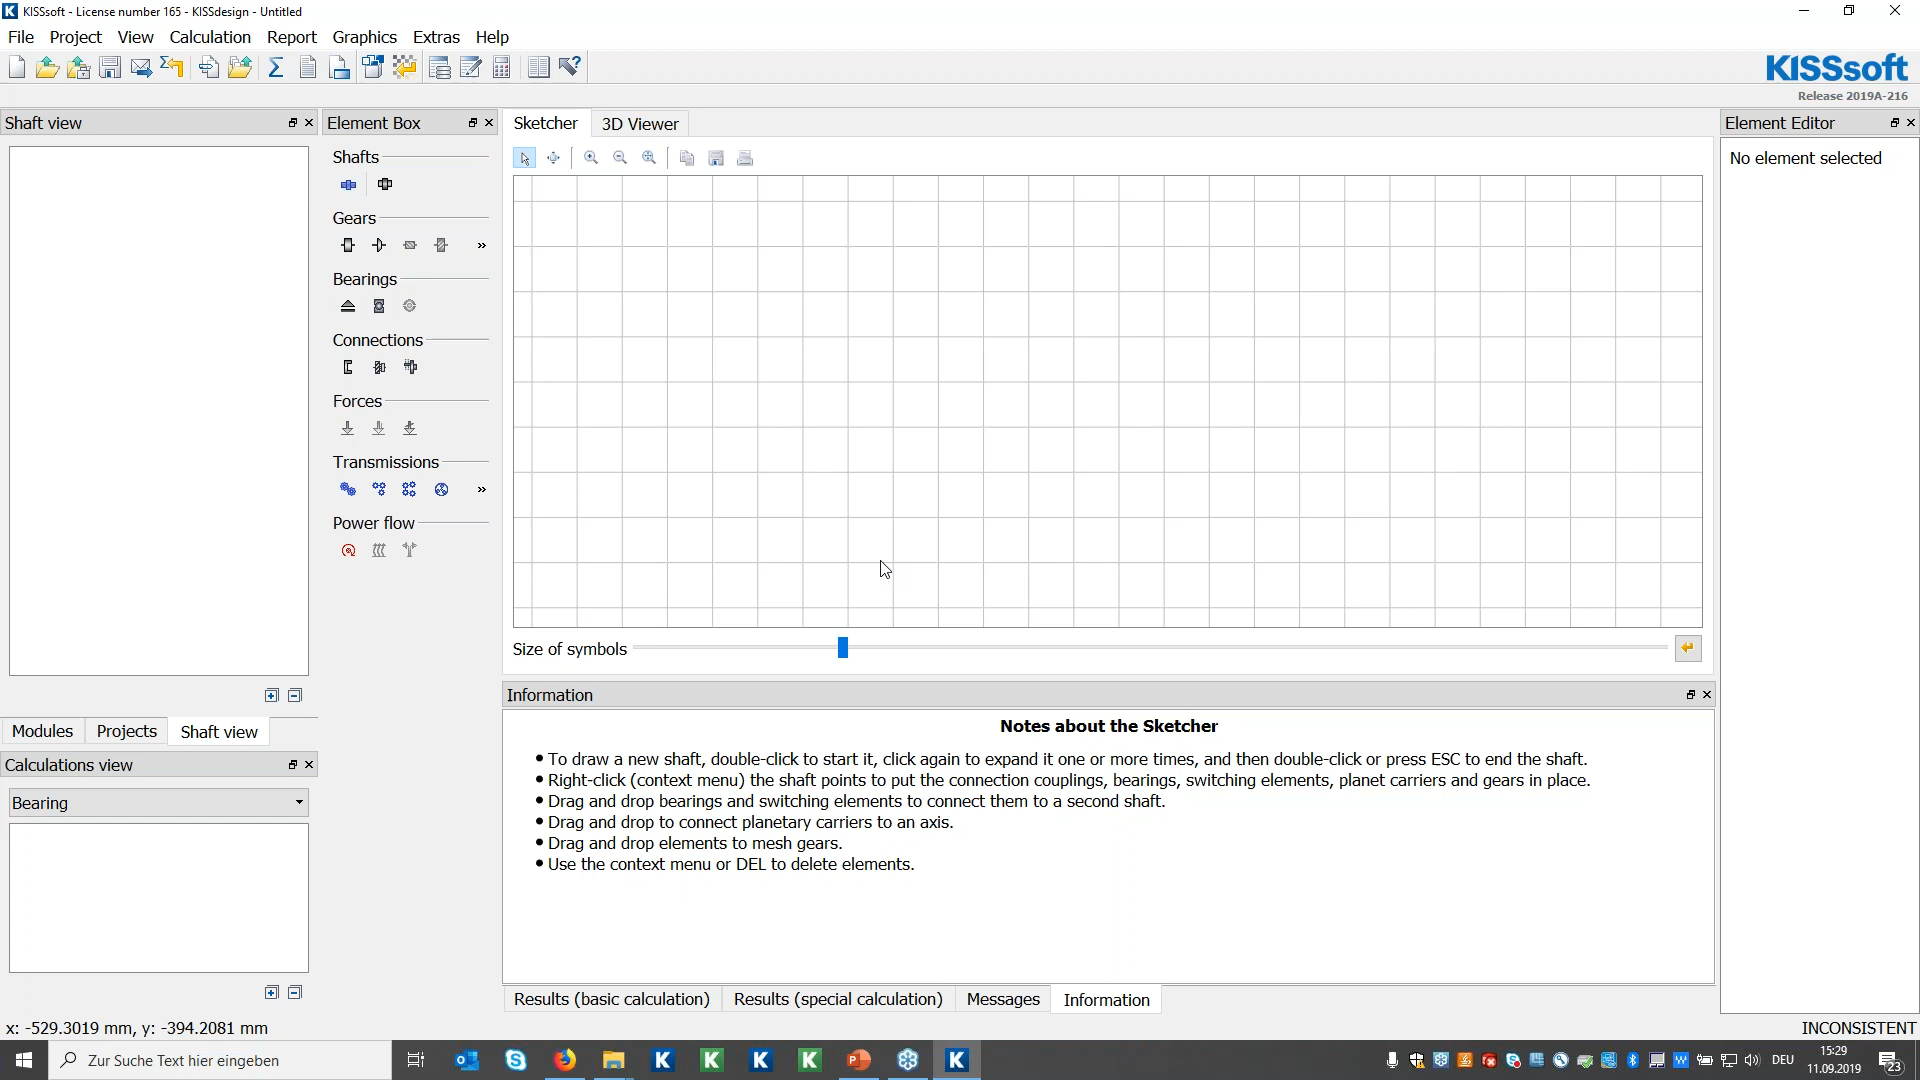 KISSsoft - License number 165 - KISSdesign - Untitled
File Project View Calculation Report Graphics Extras Help
KISSsoft
Release 2019A-216
Shaft view
Element Box
Sketcher
3D Viewer
Element Editor
Shafts
No element selected
Gears
»
Bearings
Connections
Forces
Transmissions
»
Power flow
Size of symbols
Information
Modules Projects Shaft view
Notes about the Sketcher
• To draw a new shaft, double-click to start it, click again to expand it one or more times, and then double-click or press ESC to end the shaft.
• Right-click (context menu) the shaft points to put the connection couplings, bearings, switching elements, planet carriers and gears in place.
• Drag and drop bearings and switching elements to connect them to a second shaft.
• Drag and drop to connect planetary carriers to an axis.
• Drag and drop elements to mesh gears.
• Use the context menu or DEL to delete elements.
Calculations view
Bearing
Results (basic calculation) Results (special calculation) Messages Information
x: -529.3019 mm, y: -394.2081 mm
INCONSISTENT
Zur Suche Text hier eingeben
DEU
15:29
11.09.2019
23